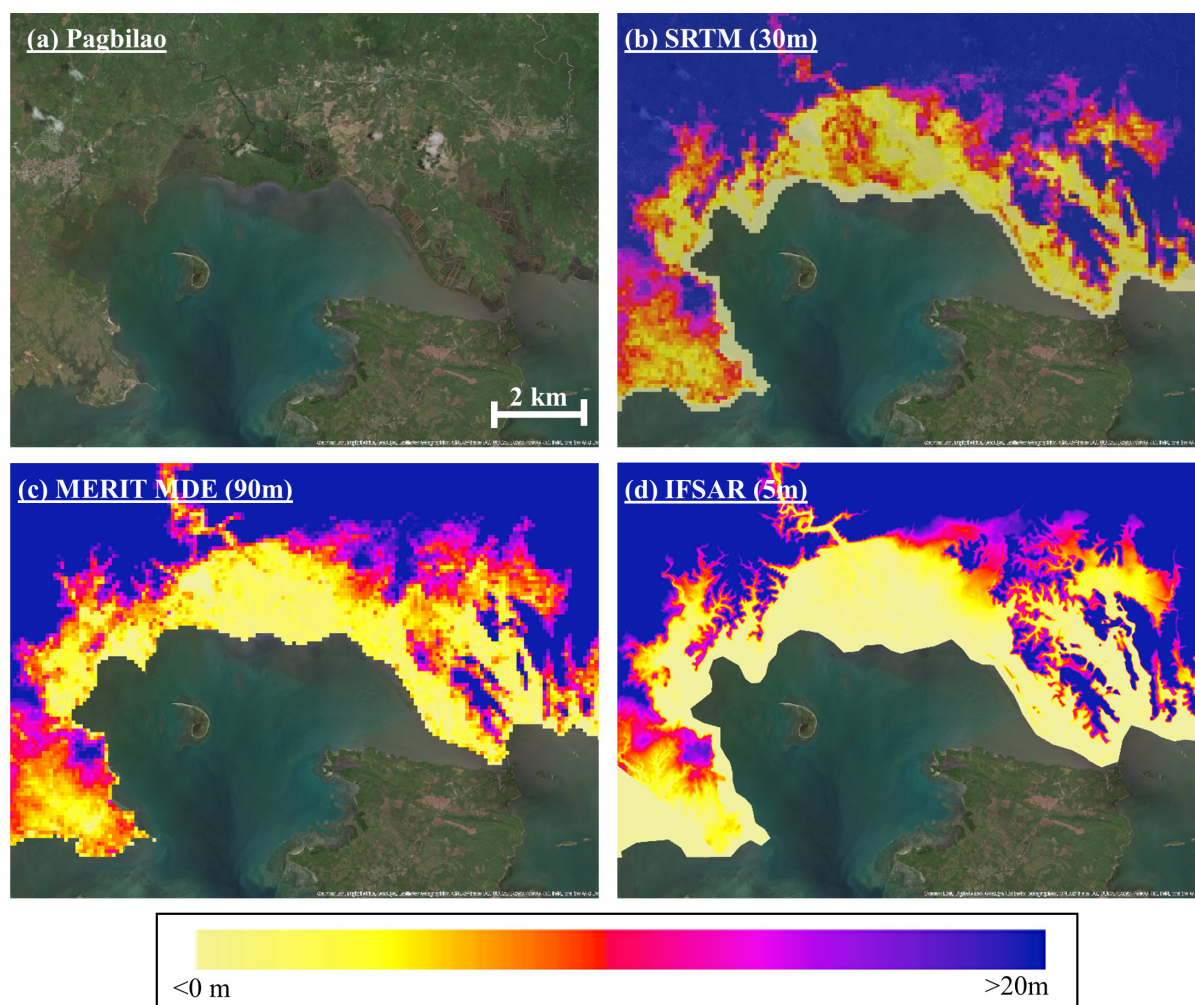 (a) Pagbilao
(b) SRTM (30m)
2 km
(c) MERIT MDE (90m)
(d) IFSAR (5m)
<0 m
>20m